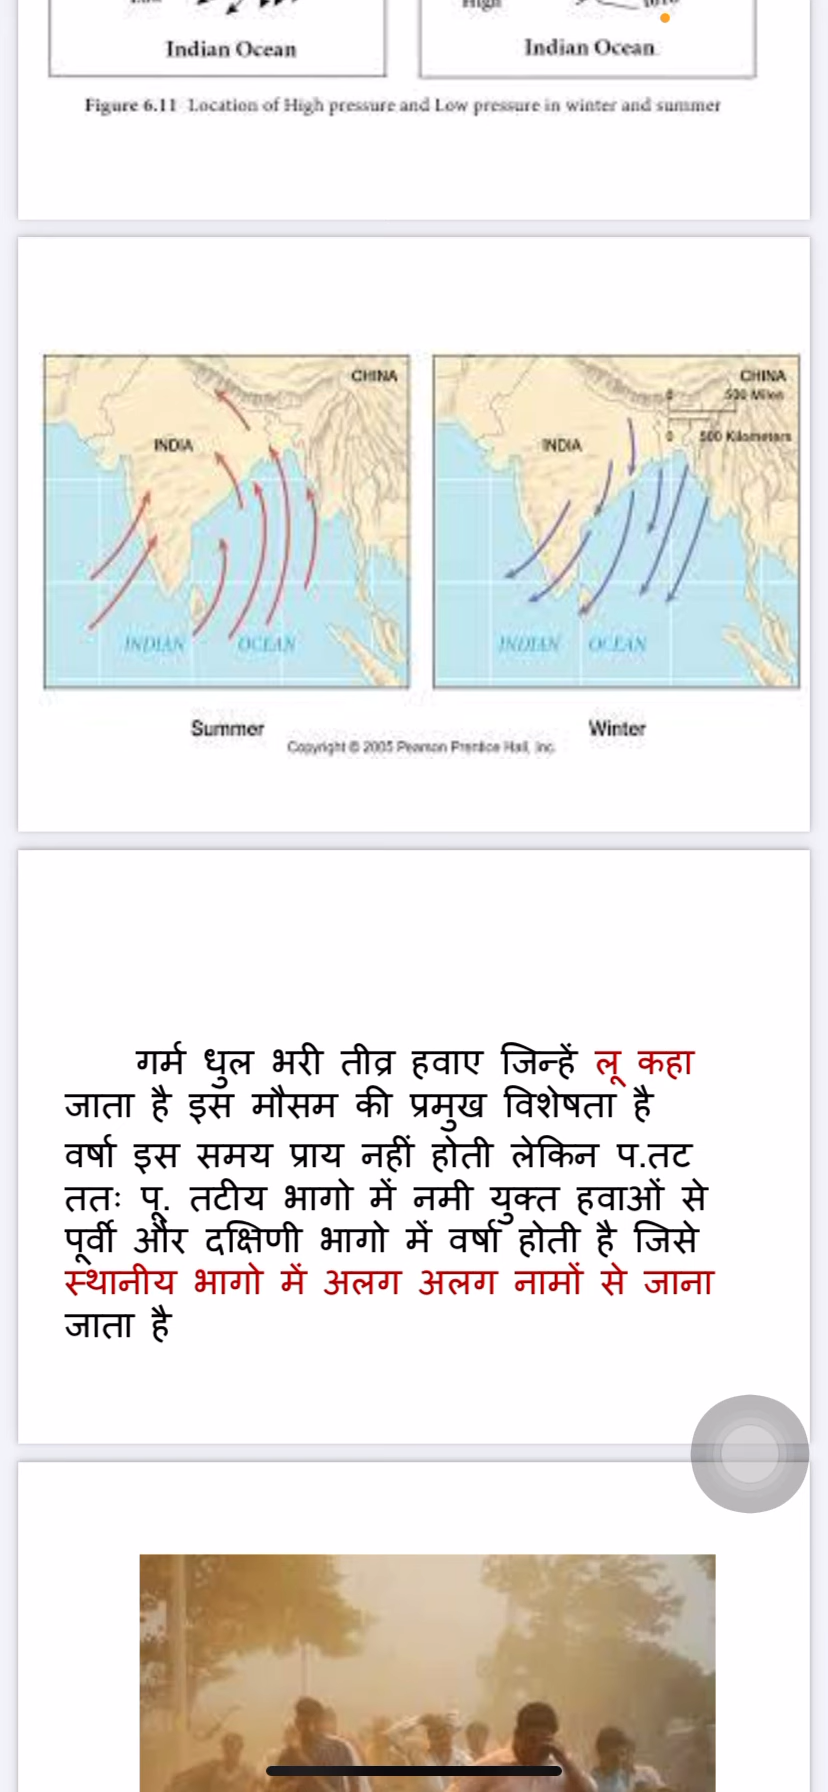 Indian Ocean
Indian Ocean
Figure 6.11 Location of High pressure and Low pressure in winter and summer
CHINA
INDIA
INDIAN OCEAN
CHINA
500 Miles
0 500 Kilometers
INDIA
INDIAN OCEAN
Summer
Winter
Copyright © 2005 Pearson Prentice Hall, Inc.
गर्म धुल भरी तीव्र हवाए जिन्हें लू कहा
जाता है इस मौसम की प्रमुख विशेषता है
वर्षा इस समय प्राय नहीं होती लेकिन प.तट
ततः पू. तटीय भागो में नमी युक्त हवाओं से
पूर्वी और दक्षिणी भागो में वर्षा होती है जिसे
स्थानीय भागो में अलग अलग नामों से जाना
जाता है